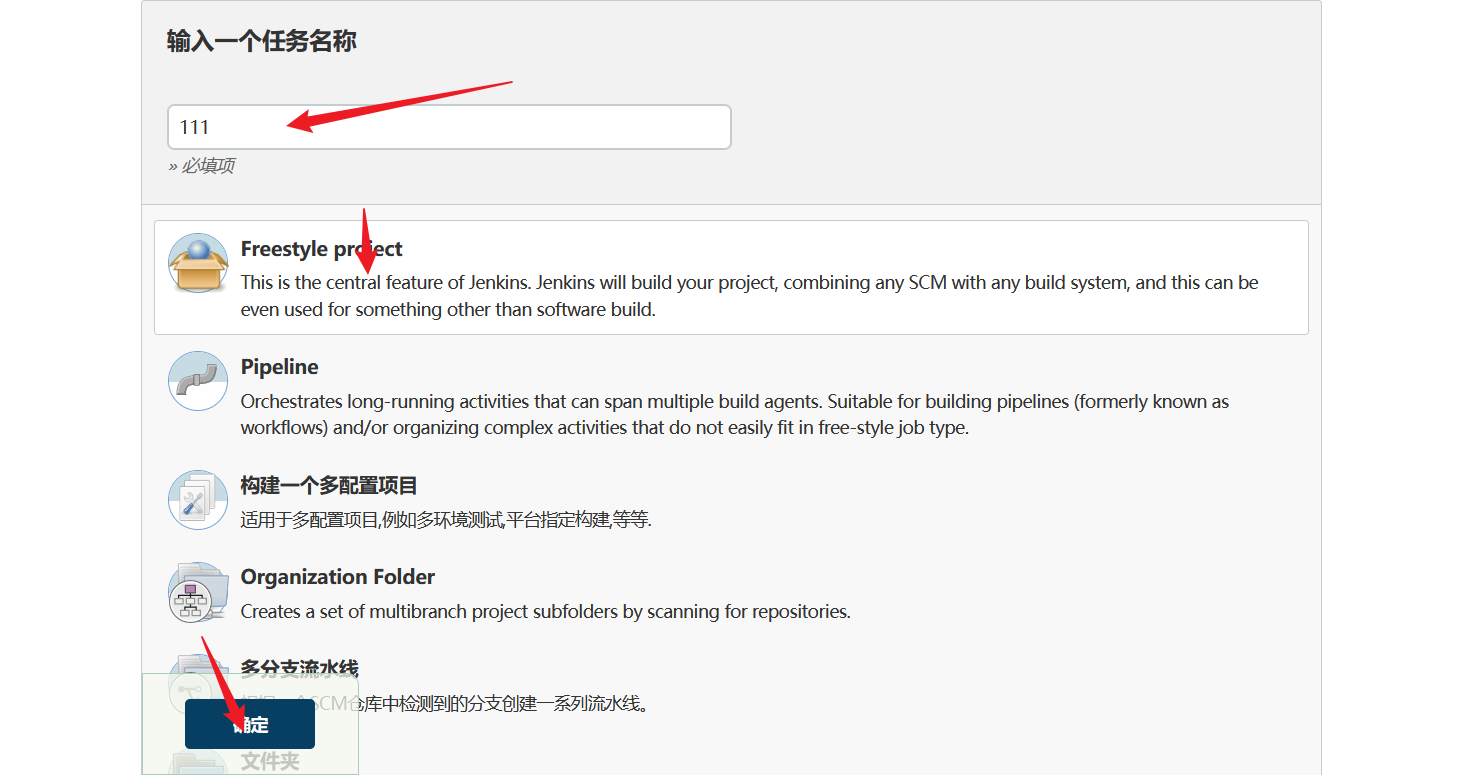 输入一个任务名称
111
» 必填项
Freestyle project
This is the central feature of Jenkins. Jenkins will build your project, combining any SCM with any build system, and this can be
even used for something other than software build.
Pipeline
Orchestrates long-running activities that can span multiple build agents. Suitable for building pipelines (formerly known as
workflows) and/or organizing complex activities that do not easily fit in free-style job type.
构建一个多配置项目
适用于多配置项目,例如多环境测试,平台指定构建,等等.
Organization Folder
Creates a set of multibranch project subfolders by scanning for repositories.
多分支流水线
SCM仓库中检测到的分支创建一系列流水线。
确定
文件夹